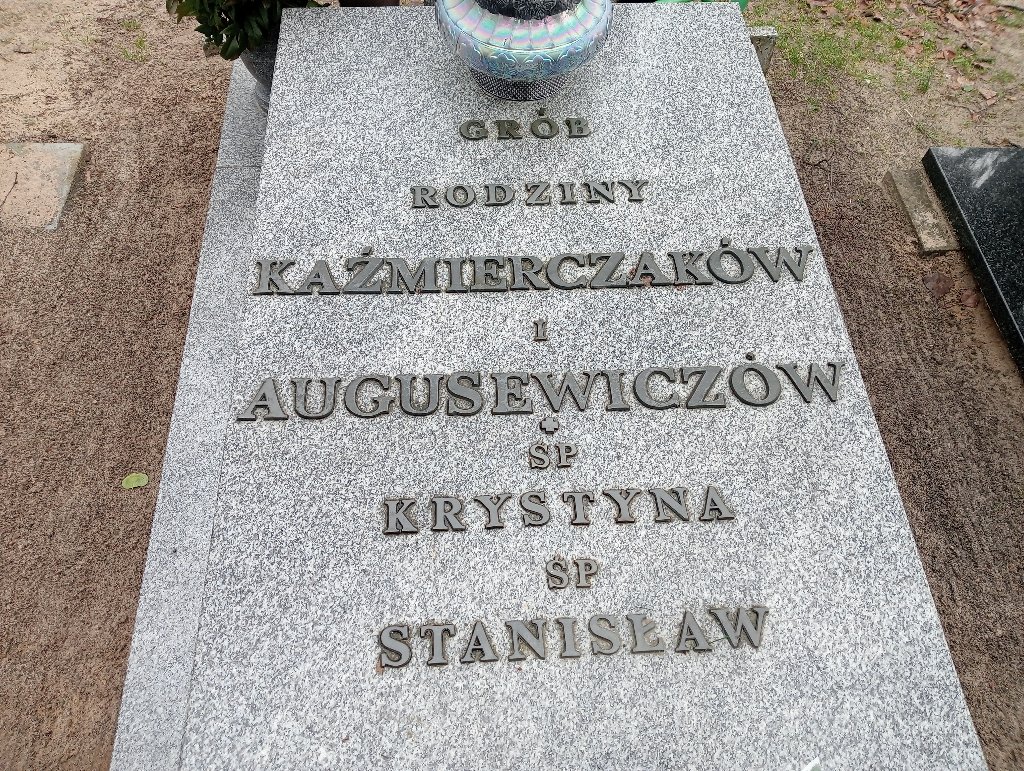 GRÓB
RODZINY
KAŹMIERCZAKÓW
I
AUGUSEWICZÓW
ŚP
KRYSTYNA
ŚP
STANISŁAW